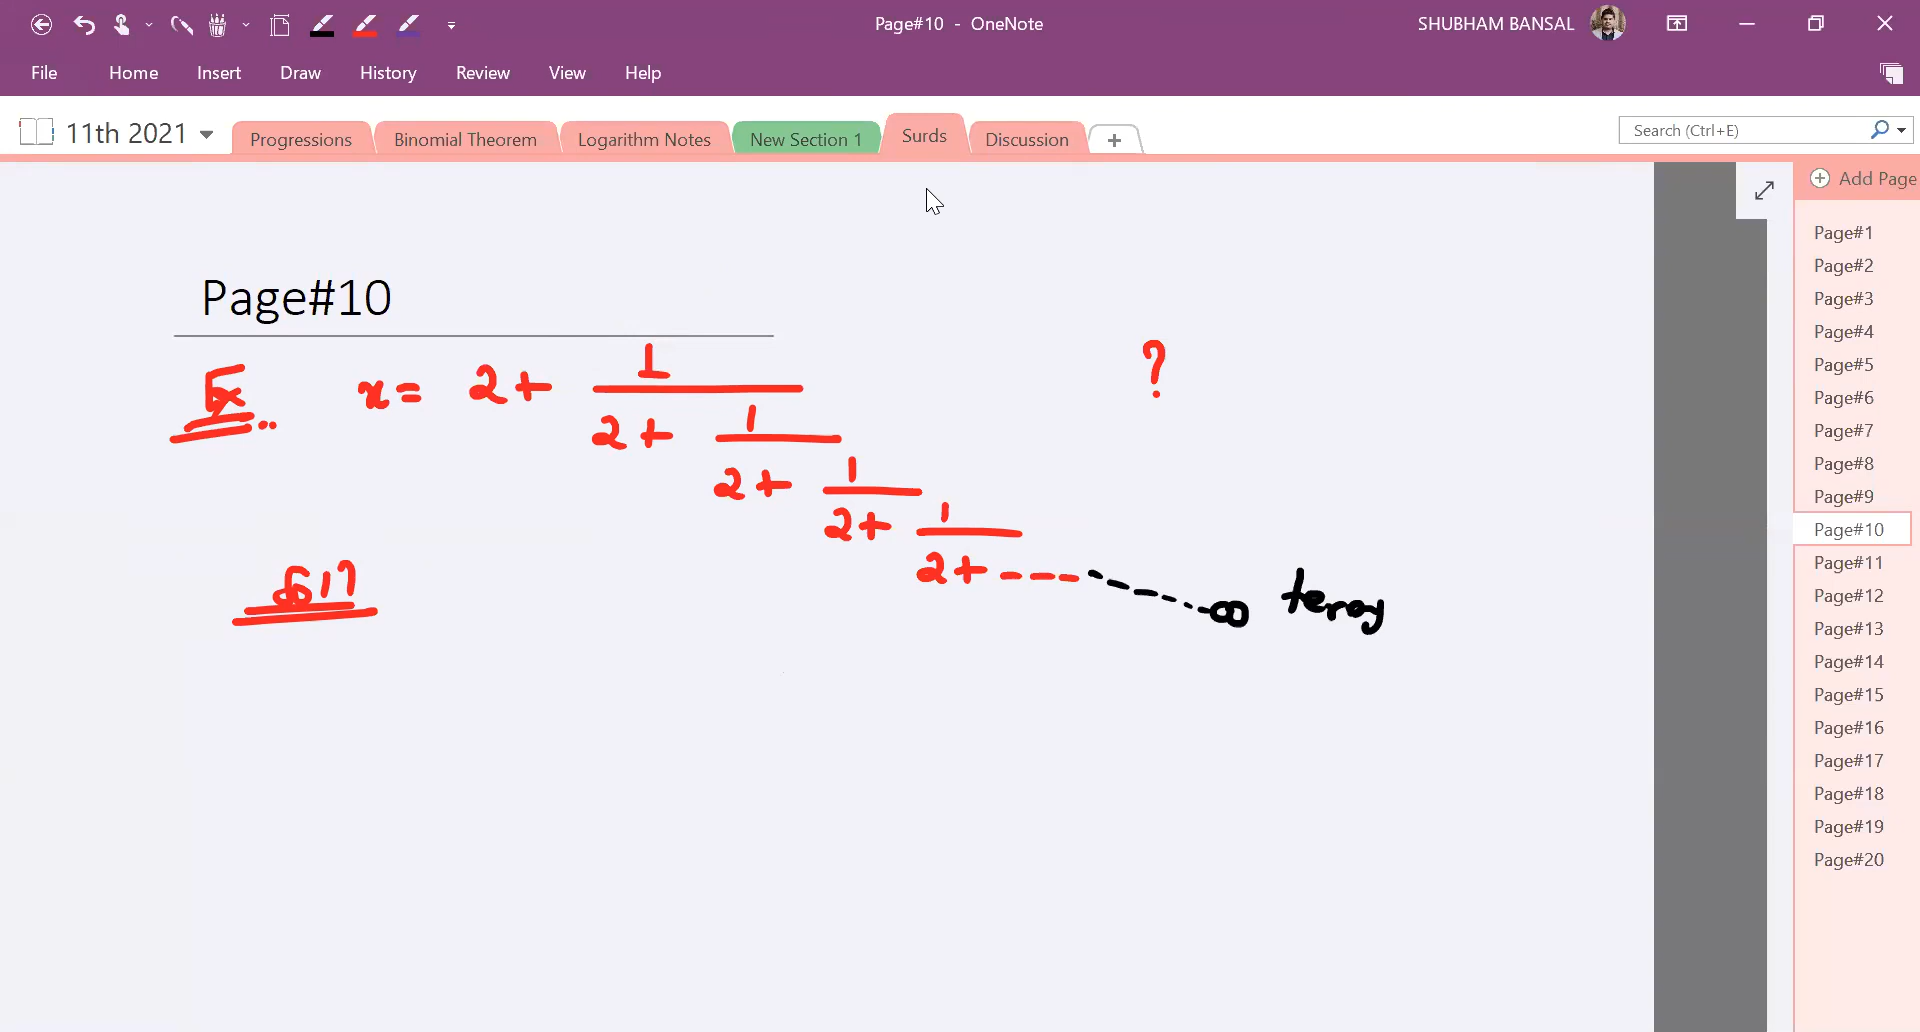 Page#10 - OneNote
SHUBHAM BANSAL
File Home Insert Draw History Review View Help
11th 2021 Progressions Binomial Theorem Logarithm Notes New Section 1 Surds Discussion +
Search (Ctrl+E)
Add Page
Page#1
Page#2
Page#3
Page#4
Page#5
Page#6
Page#7
Page#8
Page#9
Page#10
Page#11
Page#12
Page#13
Page#14
Page#15
Page#16
Page#17
Page#18
Page#19
Page#20
Page#10
Ex x = 2 + 1 ?
2 + 1
2 + 1
2 + 1
2 + ---- ∞